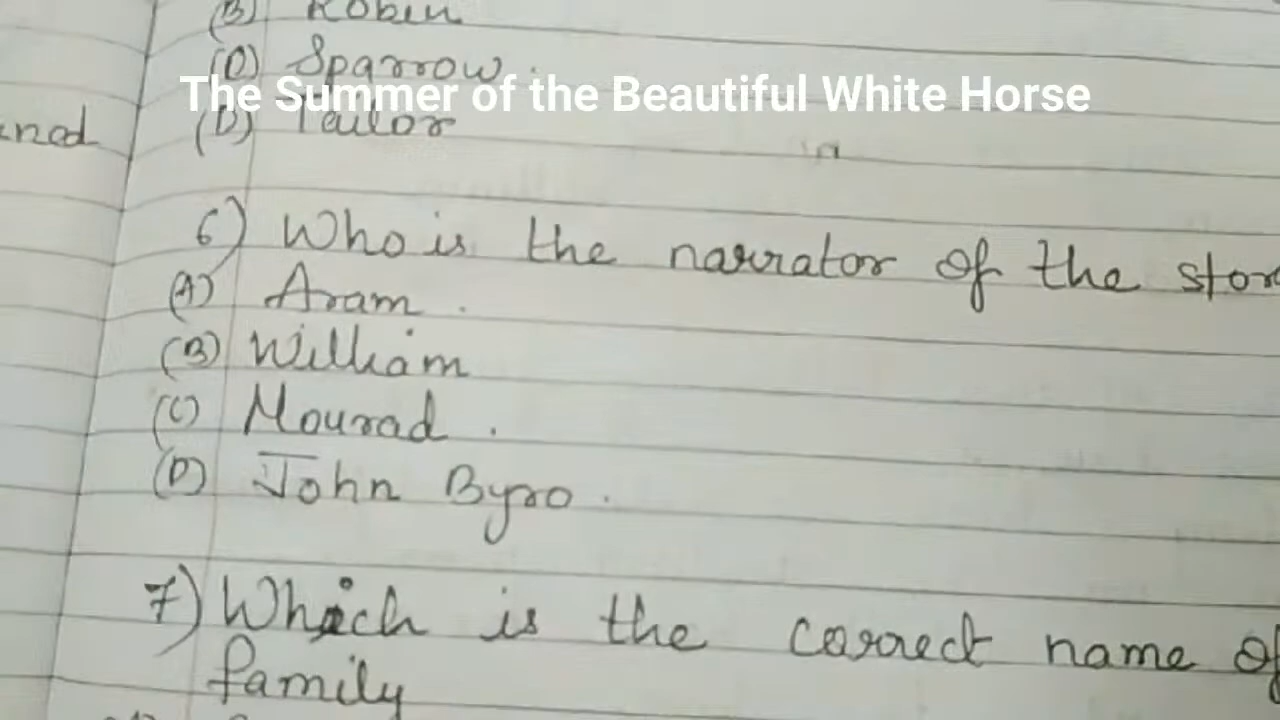 (B) Robin
(D) Sparrow.
The Summer of the Beautiful White Horse
(D) Tailor
6) Who is the narrator of the stor
(A) Aram.
(B) William
(C) Mourad.
(D) John Byro.
7) Which is the correct name of
family